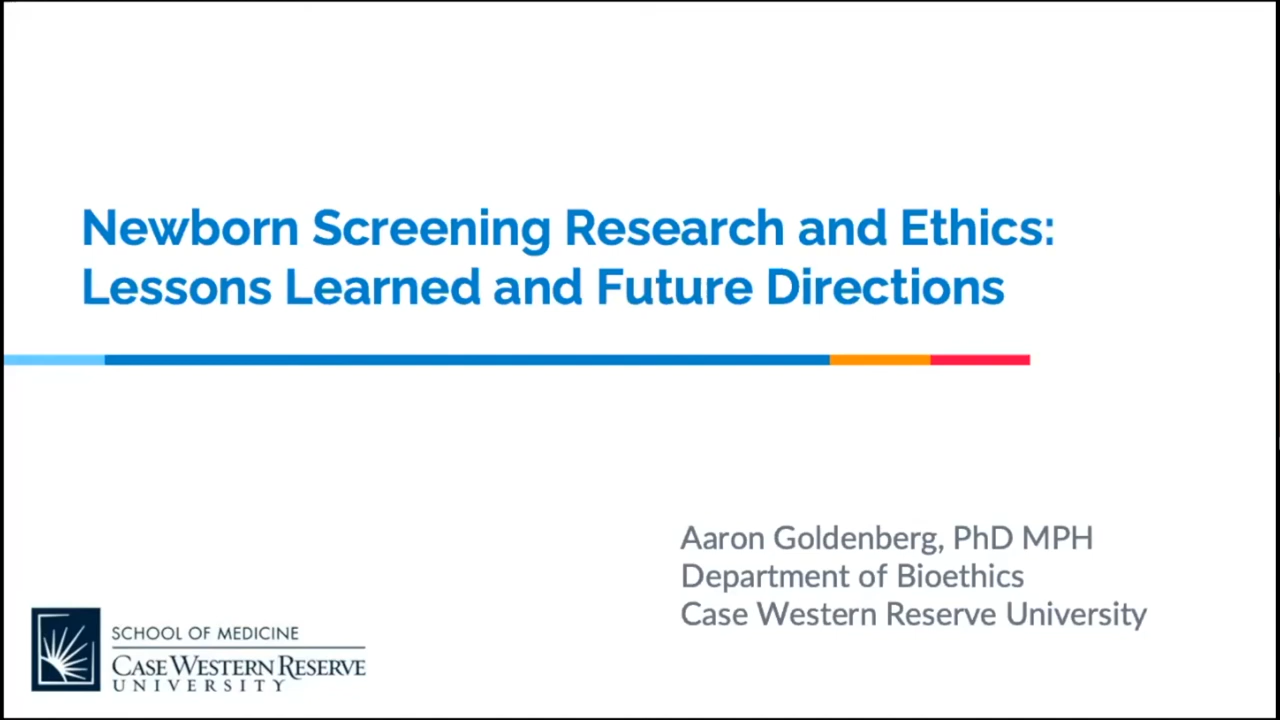 Newborn Screening Research and Ethics:
Lessons Learned and Future Directions
Aaron Goldenberg, PhD MPH
Department of Bioethics
Case Western Reserve University
SCHOOL OF MEDICINE
CASE WESTERN RESERVE
UNIVERSITY